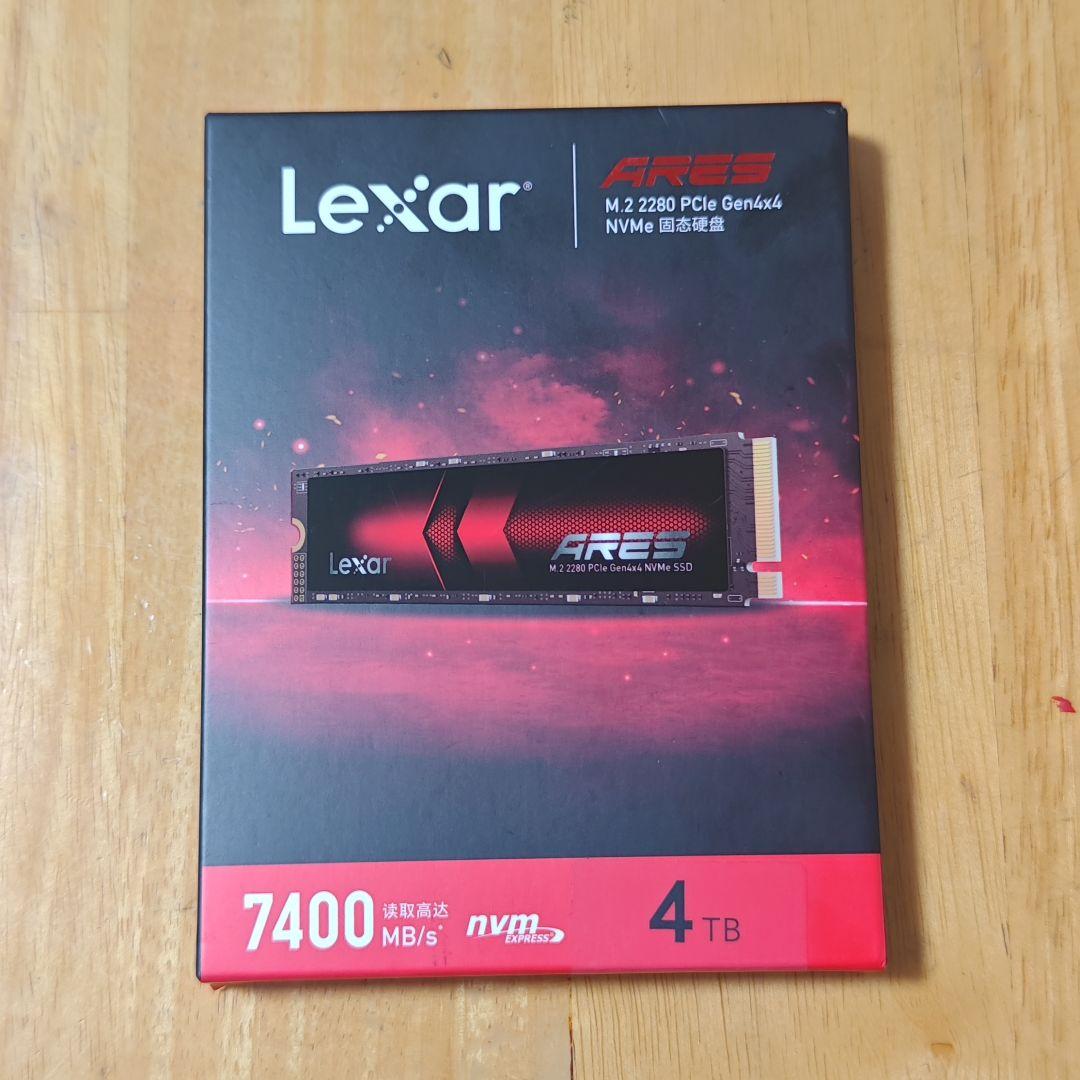 Lexar®
ARES
M.2 2280 PCIe Gen4x4
NVMe 固态硬盘
Lexar
ARES
M.2 2280 PCIe Gen4x4 NVMe SSD
7400 读取高达
MB/s*
nvm
EXPRESS®
4 TB